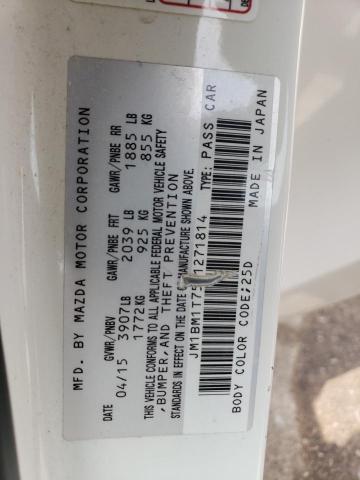 MFD. BY MAZDA MOTOR CORPORATION
GVWR/PNBV GAWR/PNBE FRT GAWR/PNBE RR
DATE 04/15 3907LB 2039 LB 1885 LB
1772KG 925 KG 855 KG
THIS VEHICLE CONFORMS TO ALL APPLICABLE FEDERAL MOTOR VEHICLE SAFETY
,BUMPER,AND THEFT PREVENTION
STANDARDS IN EFFECT ON THE DATE OF MANUFACTURE SHOWN ABOVE.
JM1BM1T75 1271814 TYPE: PASS CAR
BODY COLOR CODE:25D MADE IN JAPAN